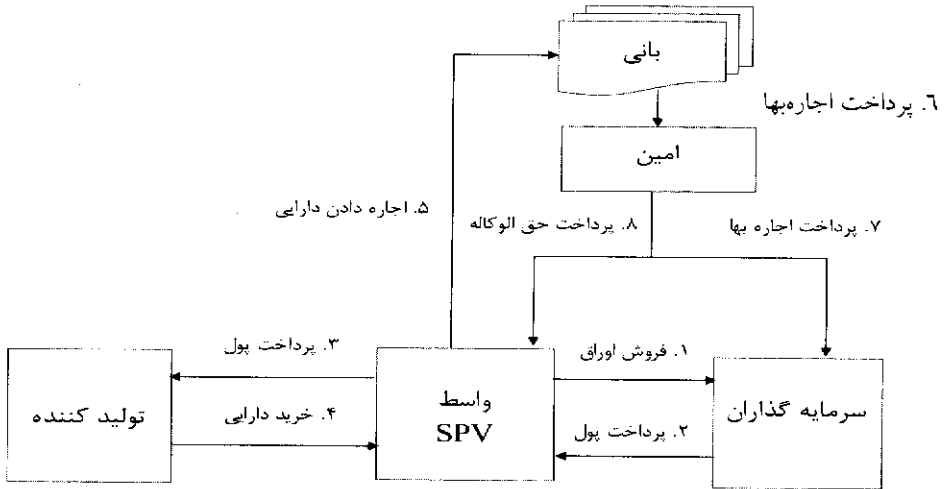 بانی
۶. پرداخت اجاره‌بها
امین
۵. اجاره دادن دارایی
۸. پرداخت حق الوکاله
۷. پرداخت اجاره بها
۳. پرداخت پول
۱. فروش اوراق
تولید کننده
واسط
SPV
سرمایه گذاران
۴. خرید دارایی
۲. پرداخت پول